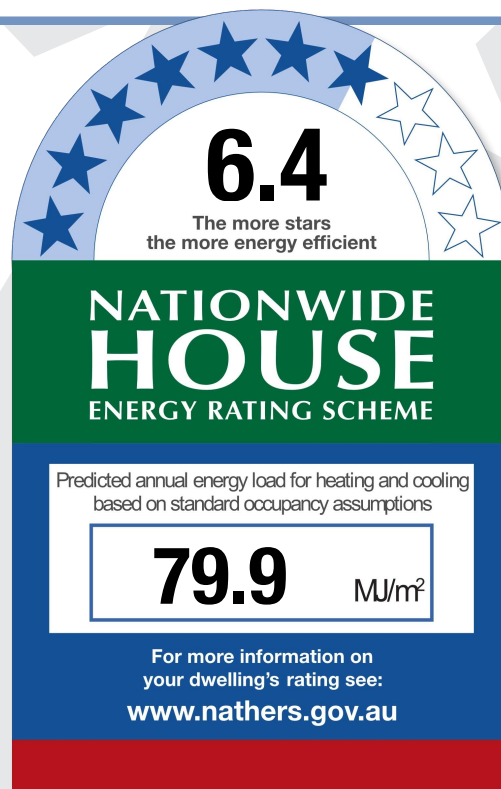 6.4
The more stars
the more energy efficient
NATIONWIDE
HOUSE
ENERGY RATING SCHEME
Predicted annual energy load for heating and cooling
based on standard occupancy assumptions
79.9 MJ/m²
For more information on
your dwelling's rating see:
www.nathers.gov.au